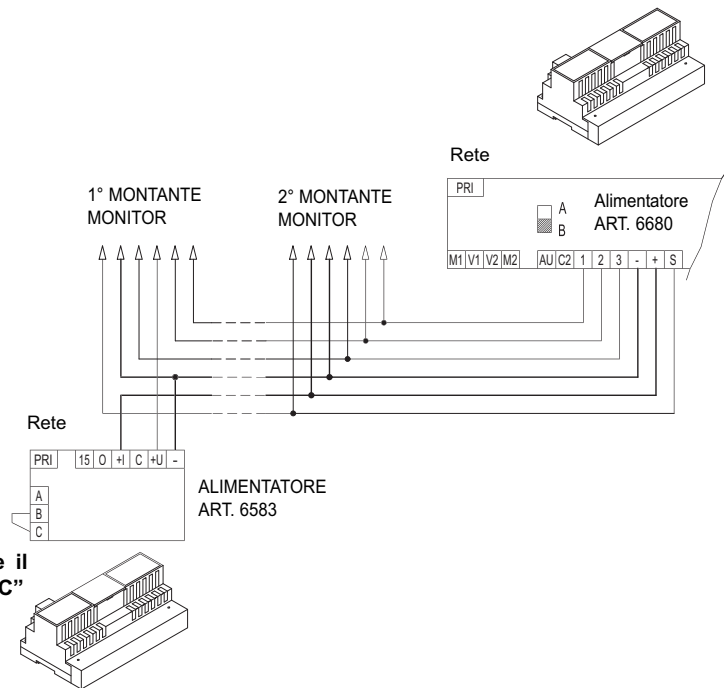 Rete
1° MONTANTE
MONITOR
2° MONTANTE
MONITOR
PRI
A
B
Alimentatore
ART. 6680
M1 V1 V2 M2 AU C2 1 2 3 - + S
Rete
PRI 15 O +I C +U -
A
B
C
ALIMENTATORE
ART. 6583
e il
C”